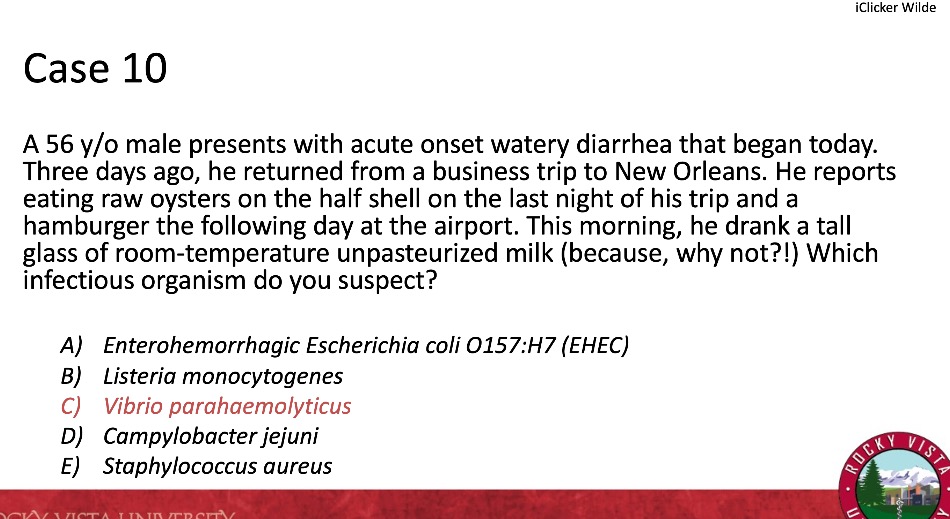 iClicker Wilde
Case 10
A 56 y/o male presents with acute onset watery diarrhea that began today.
Three days ago, he returned from a business trip to New Orleans. He reports
eating raw oysters on the half shell on the last night of his trip and a
hamburger the following day at the airport. This morning, he drank a tall
glass of room-temperature unpasteurized milk (because, why not?!) Which
infectious organism do you suspect?
A) Enterohemorrhagic Escherichia coli O157:H7 (EHEC)
B) Listeria monocytogenes
C) Vibrio parahaemolyticus
D) Campylobacter jejuni
E) Staphylococcus aureus
ROCKY VISTA
VISTA UNIVERSITY